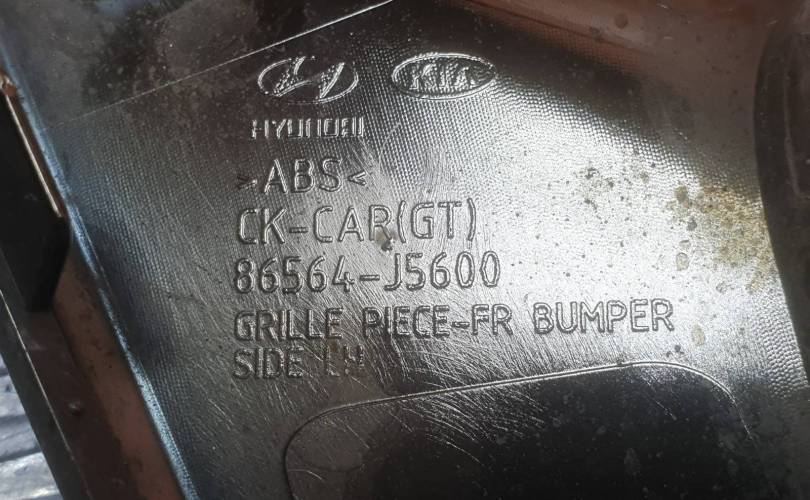 KIA
HYUNDAI
>ABS<
CK-CAR(GT)
86564-J5600
GRILLE PIECE-FR BUMPER
SIDE LH